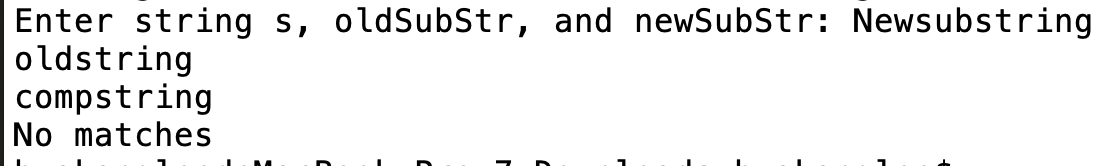 Enter string s, oldSubStr, and newSubStr: Newsubstring
oldstring
compstring
No matches